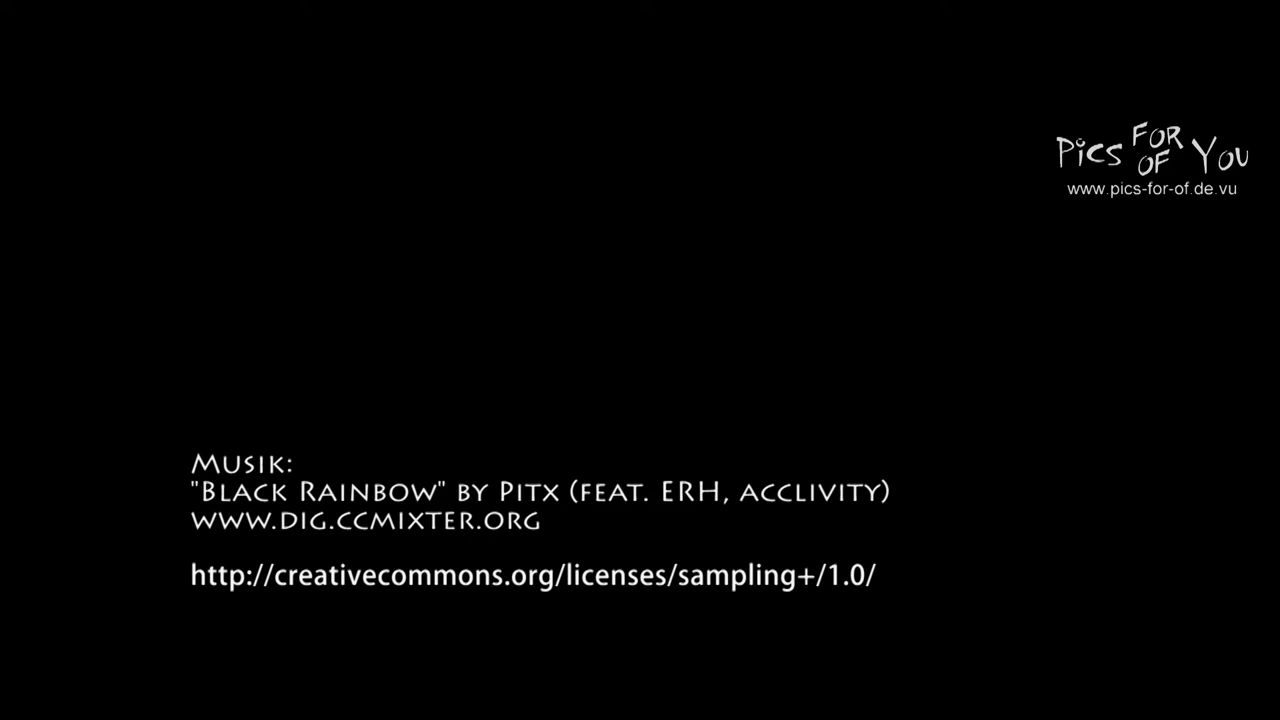 Pics FOR OF You
www.pics-for-of.de.vu
Musik:
"Black Rainbow" by Pitx (feat. ERH, acclivity)
www.dig.ccmixter.org
http://creativecommons.org/licenses/sampling+/1.0/